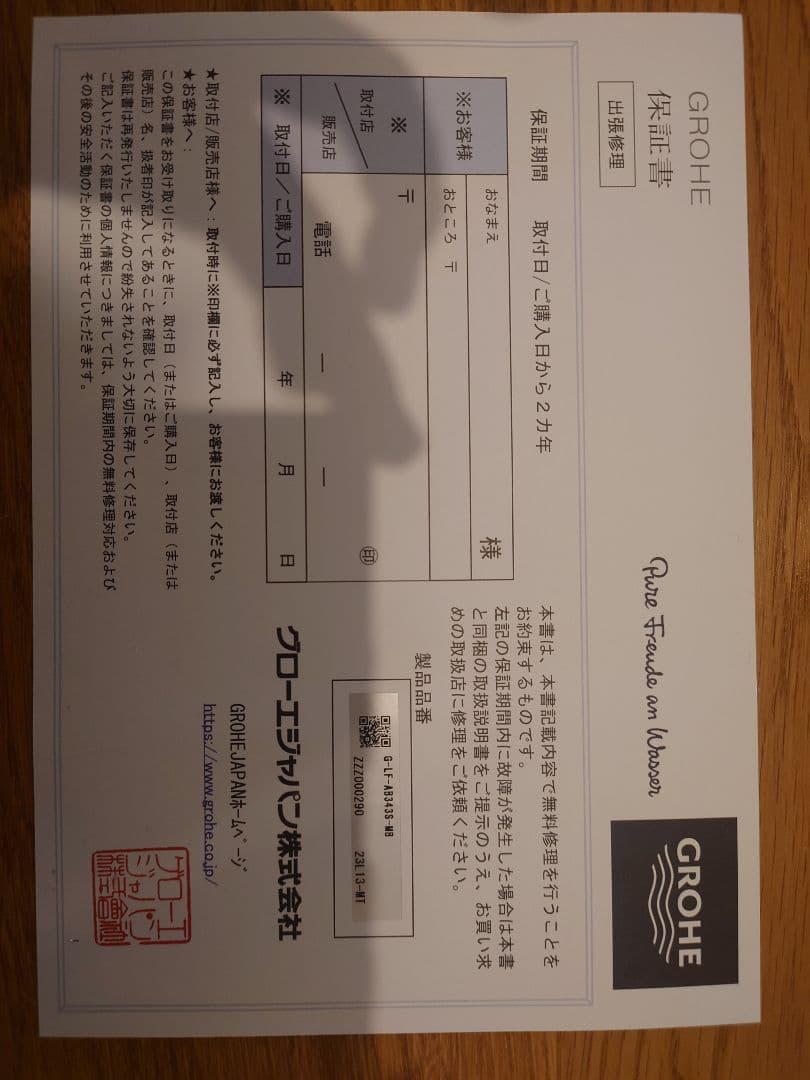 GROHE
保証書
出張修理
Pure Freude an Wasser
GROHE
保証期間　取付日/ご購入日から２カ年
※お客様
おなまえ
様
おところ 〒
※
取付店
販売店
〒
㊞
電話　ー　ー
※ 取付日／ご購入日
年　月　日
★取付店/販売店様へ：取付時に※印欄に必ず記入し、お客様にお渡しください。
★お客様へ：
この保証書をお受け取りになるときに、取付日（またはご購入日）、取付店（または
販売店）名、扱者印が記入してあることを確認してください。
保証書は再発行いたしませんので紛失されないよう大切に保存してください。
ご記入いただく保証書の個人情報につきましては、保証期間内の無料修理対応および
その後の安全活動のために利用させていただきます。
本書は、本書記載内容で無料修理を行うことを
お約束するものです。
左記の保証期間内に故障が発生した場合は本書
と同梱の取扱説明書をご提示のうえ、お買い求
めの取扱店に修理をご依頼ください。
製品品番
G-LF-AB343S-MB
ZZZ000290　23L13-MT
グローエジャパン株式会社
GROHEJAPANﾎｰﾑﾍﾟｰｼﾞ
https://www.grohe.co.jp/
グローエ
ジャパン
株式会社